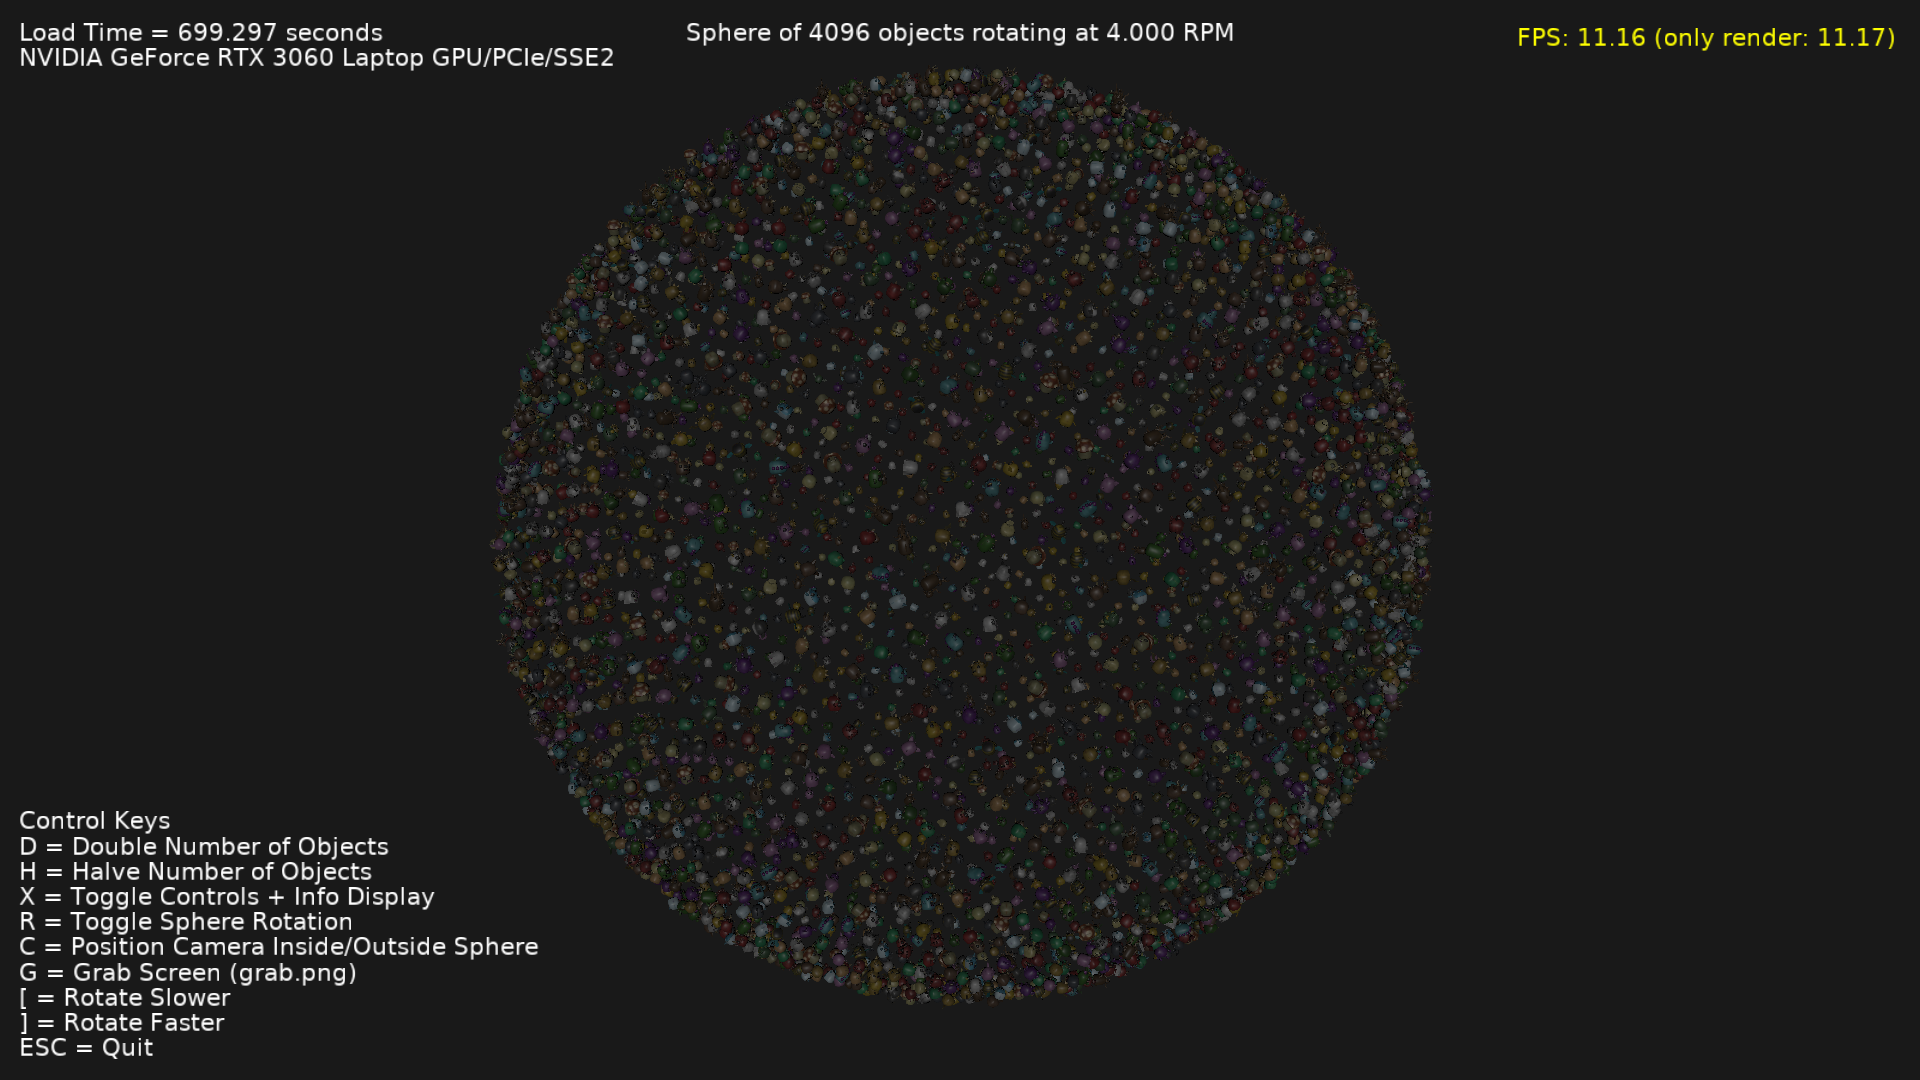 Load Time = 699.297 seconds
NVIDIA GeForce RTX 3060 Laptop GPU/PCIe/SSE2
Sphere of 4096 objects rotating at 4.000 RPM
FPS: 11.16 (only render: 11.17)
Control Keys
D = Double Number of Objects
H = Halve Number of Objects
X = Toggle Controls + Info Display
R = Toggle Sphere Rotation
C = Position Camera Inside/Outside Sphere
G = Grab Screen (grab.png)
[ = Rotate Slower
] = Rotate Faster
ESC = Quit